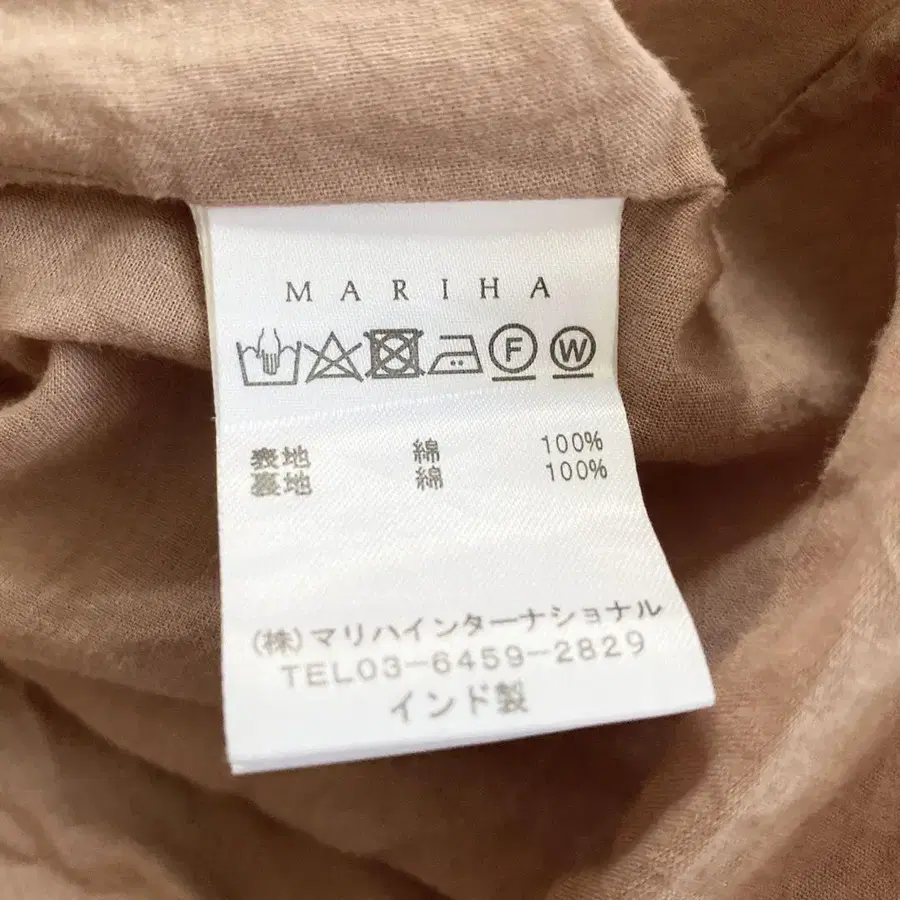 MARIHA
F W
表地 綿 100%
裏地 綿 100%
(株)マリハインターナショナル
TEL03-6459-2829
インド製